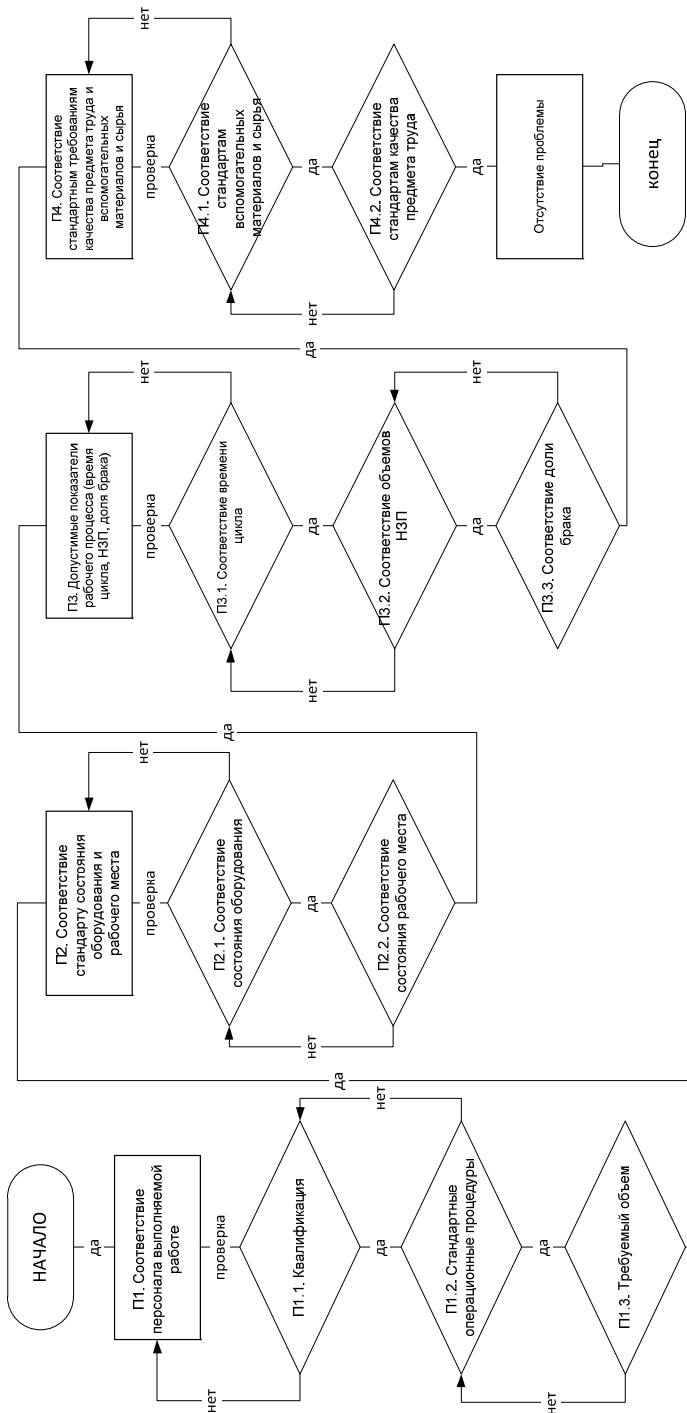 НАЧАЛО
да
П1. Соответствие
персонала выполняемой
работе
проверка
П1.1. Квалификация
нет
да
П1.2. Стандартные
операционные процедуры
нет
да
П1.3. Требуемый объем
нет
да
П2. Соответствие
стандарту состояния
оборудования и
рабочего места
проверка
П2.1. Соответствие
состояния оборудования
нет
да
П2.2. Соответствие
состояния рабочего места
нет
да
П3. Допустимые показатели
рабочего процесса (время
цикла, НЗП, доля брака)
проверка
П3.1. Соответствие времени
цикла
нет
да
П3.2. Соответствие объемов
НЗП
нет
да
П3.3. Соответствие доли
брака
нет
да
П4. Соответствие
стандартным требованиям
качества предмета труда и
вспомогательных
материалов и сырья
проверка
П4.1. Соответствие
стандартам
вспомогательных
материалов и сырья
нет
да
П4.2. Соответствие
стандартам качества
предмета труда
нет
да
Отсутствие проблемы
конец